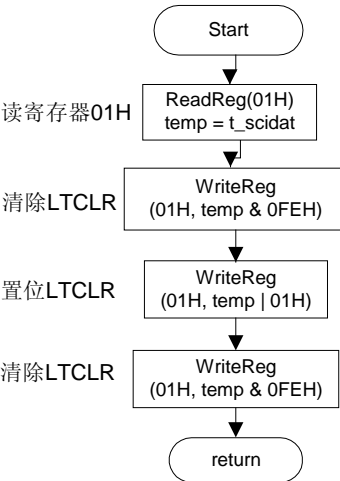 Start
读寄存器01H
ReadReg(01H)
temp = t_scidat
清除LTCLR
WriteReg
(01H, temp & 0FEH)
置位LTCLR
WriteReg
(01H, temp | 01H)
清除LTCLR
WriteReg
(01H, temp & 0FEH)
return